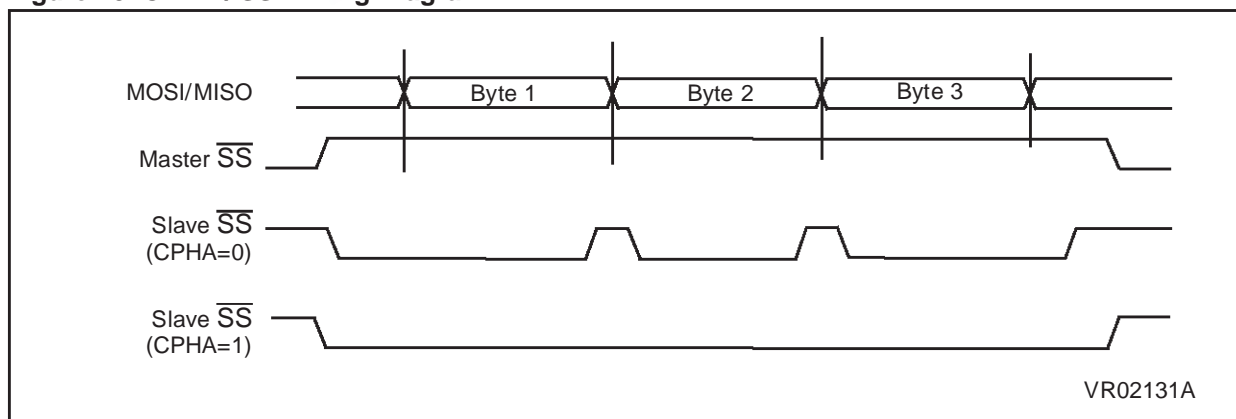 MOSI/MISO
Byte 1 Byte 2 Byte 3
Master SS
Slave SS
(CPHA=0)
Slave SS
(CPHA=1)
VR02131A